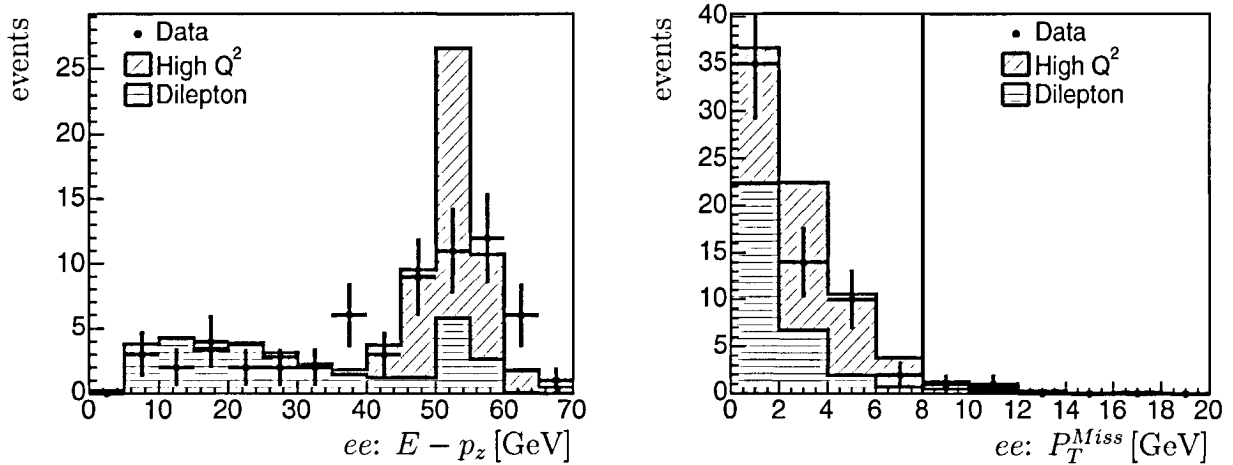 events
25
20
15
10
5
0
Data
High Q²
Dilepton
0 10 20 30 40 50 60 70
ee: E − p_z [GeV]
events
40
35
30
25
20
15
10
5
0
Data
High Q²
Dilepton
0 2 4 6 8 10 12 14 16 18 20
ee: P_T^{Miss} [GeV]